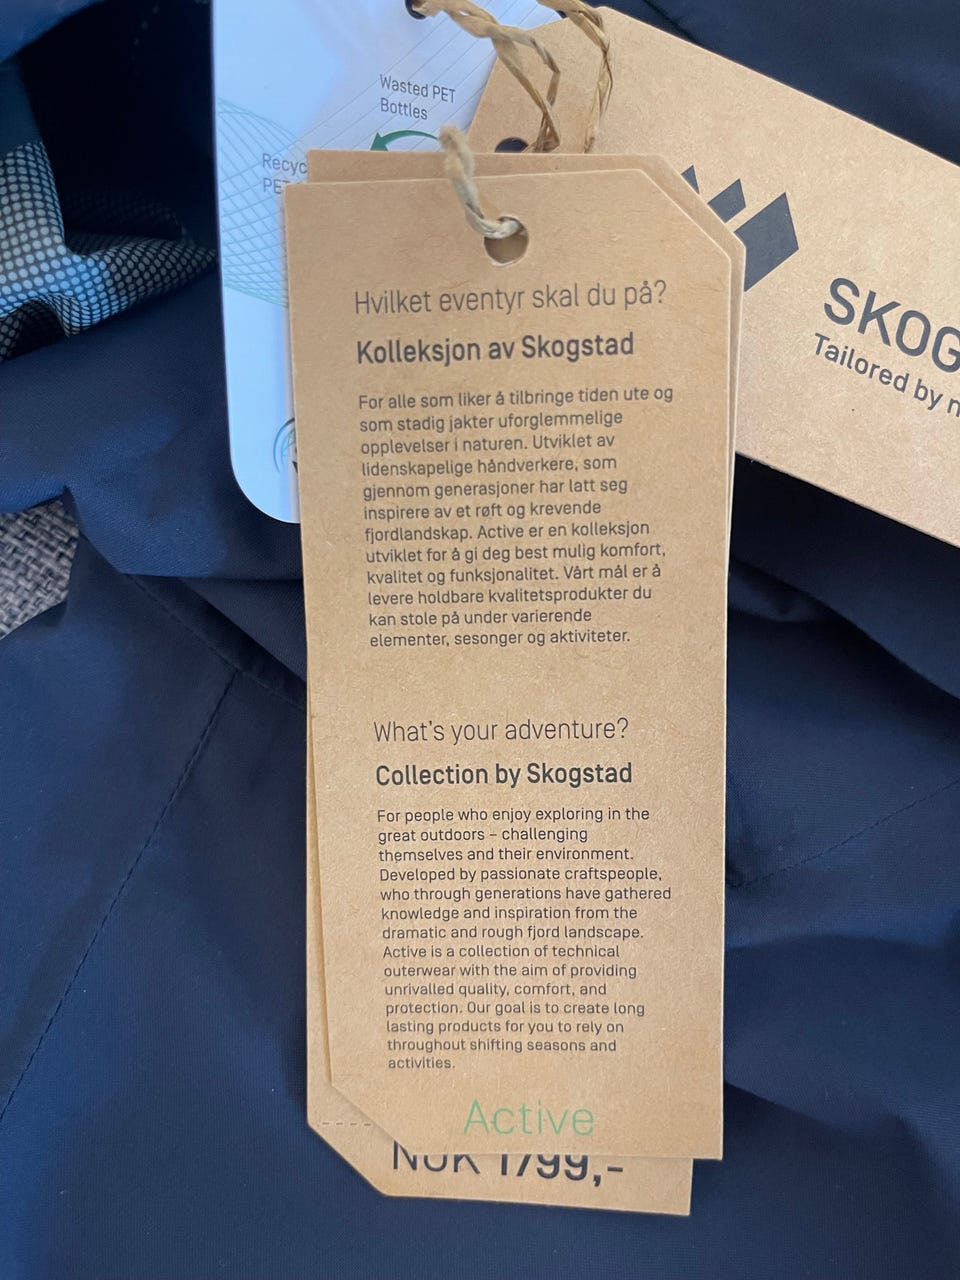 Wasted PET
Bottles
SKOG
Tailored by
Hvilket eventyr skal du på?
Kolleksjon av Skogstad
For alle som liker å tilbringe tiden ute og
som stadig jakter uforglemmelige
opplevelser i naturen. Utviklet av
lidenskapelige håndverkere, som
gjennom generasjoner har latt seg
inspirere av et røft og krevende
fjordlandskap. Active er en kolleksjon
utviklet for å gi deg best mulig komfort,
kvalitet og funksjonalitet. Vårt mål er å
levere holdbare kvalitetsprodukter du
kan stole på under varierende
elementer, sesonger og aktiviteter.
What's your adventure?
Collection by Skogstad
For people who enjoy exploring in the
great outdoors – challenging
themselves and their environment.
Developed by passionate craftspeople,
who through generations have gathered
knowledge and inspiration from the
dramatic and rough fjord landscape.
Active is a collection of technical
outerwear with the aim of providing
unrivalled quality, comfort, and
protection. Our goal is to create long
lasting products for you to rely on
throughout shifting seasons and
activities.
Active
NOK 1799,-